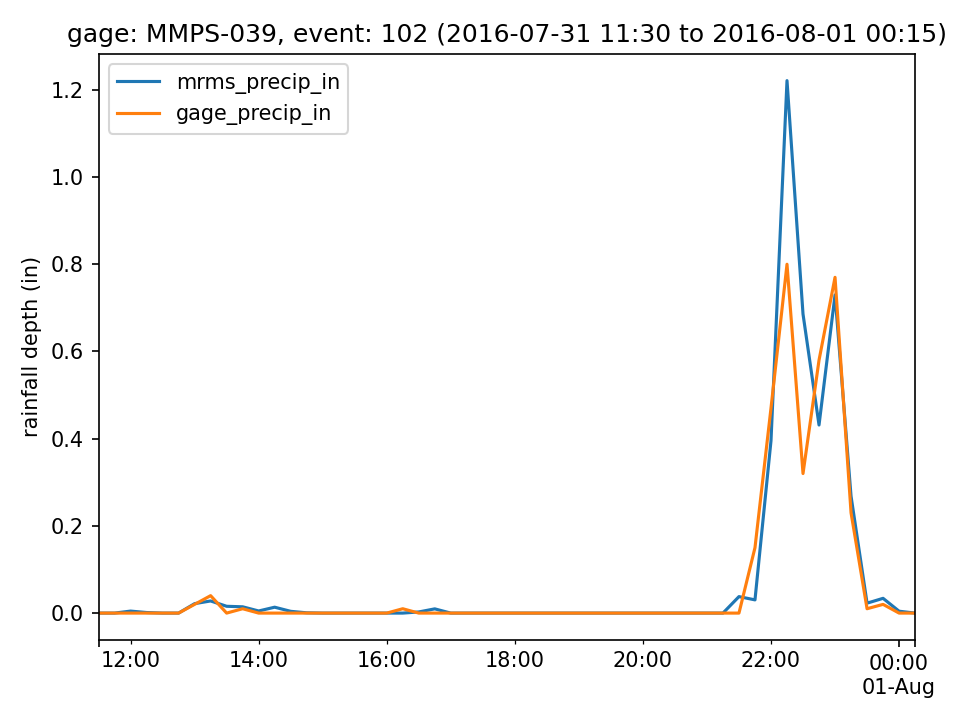 gage: MMPS-039, event: 102 (2016-07-31 11:30 to 2016-08-01 00:15)
mrms_precip_in
gage_precip_in
rainfall depth (in)
1.2
1.0
0.8
0.6
0.4
0.2
0.0
12:00
14:00
16:00
18:00
20:00
22:00
00:00
01-Aug